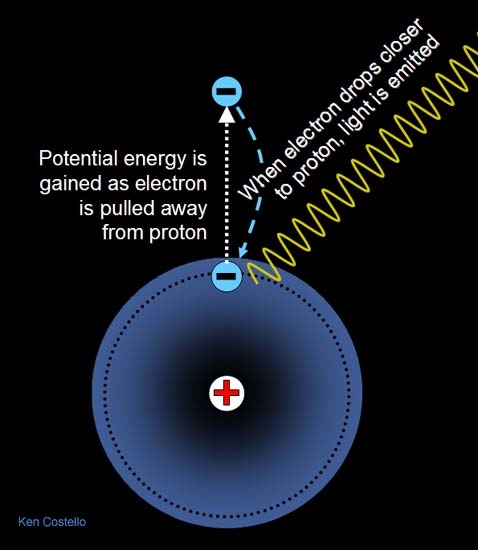 When electron drops closer
to proton, light is emitted
Potential energy is
gained as electron
is pulled away
from proton
Ken Costello